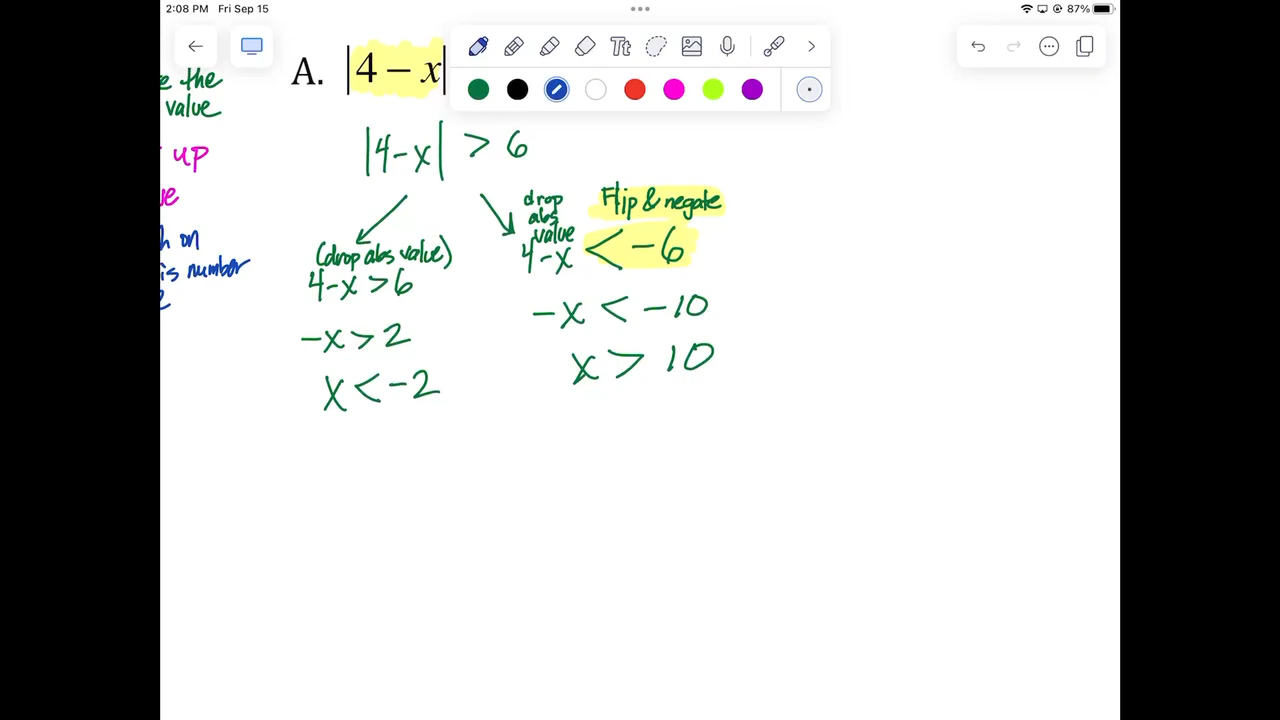 2:08 PM Fri Sep 15
87%
Tt
A. |4 − x|
the
value
up
on
is number
|4-x| > 6
(drop abs value)
4-x > 6
-x > 2
x < -2
drop
abs
value
Flip & negate
4-x < -6
-x < -10
x > 10